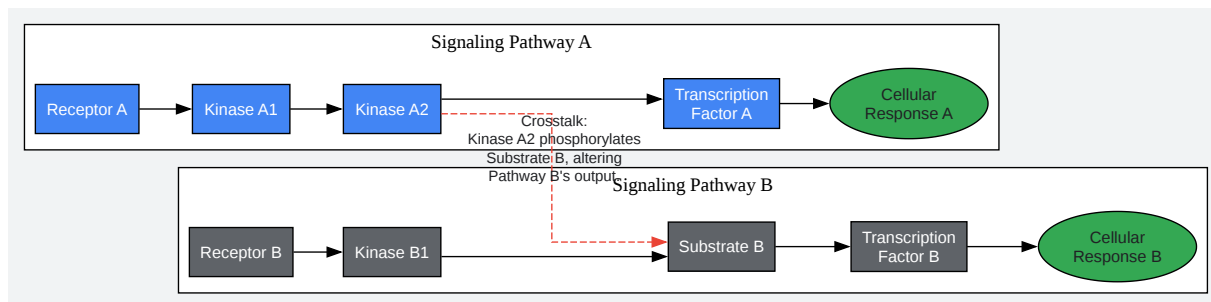 Signaling Pathway A
Receptor A
Kinase A1
Kinase A2
Transcription
Factor A
Cellular
Response A
Crosstalk:
Kinase A2 phosphorylates
Substrate B, altering
Pathway B's output.
Signaling Pathway B
Receptor B
Kinase B1
Substrate B
Transcription
Factor B
Cellular
Response B